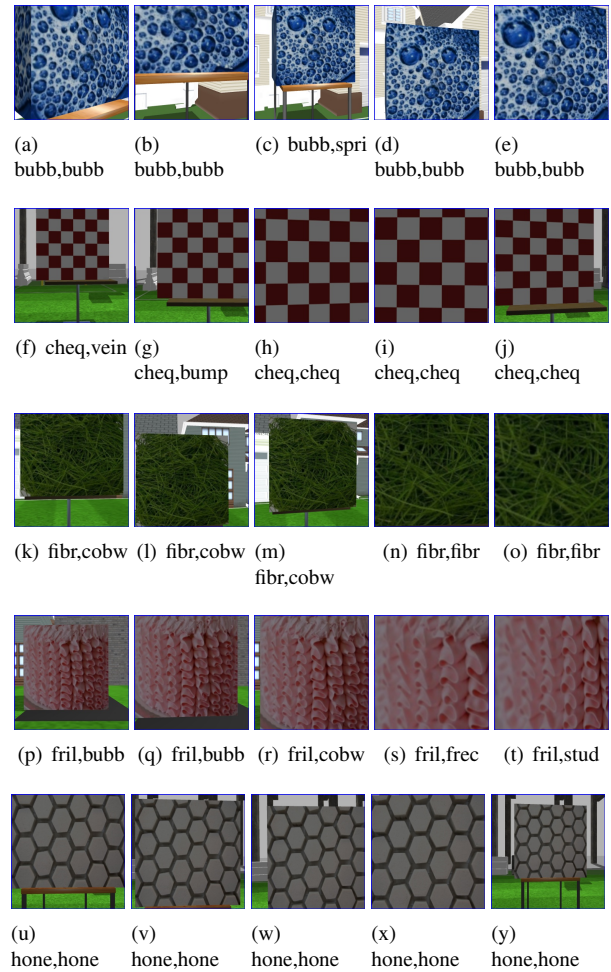 (a)
bubb,bubb
(b)
bubb,bubb
(c) bubb,spri
(d)
bubb,bubb
(e)
bubb,bubb
(f) cheq,vein
(g)
cheq,bump
(h)
cheq,cheq
(i)
cheq,cheq
(j)
cheq,cheq
(k) fibr,cobw
(l) fibr,cobw
(m)
fibr,cobw
(n) fibr,fibr
(o) fibr,fibr
(p) fril,bubb
(q) fril,bubb
(r) fril,cobw
(s) fril,frec
(t) fril,stud
(u)
hone,hone
(v)
hone,hone
(w)
hone,hone
(x)
hone,hone
(y)
hone,hone